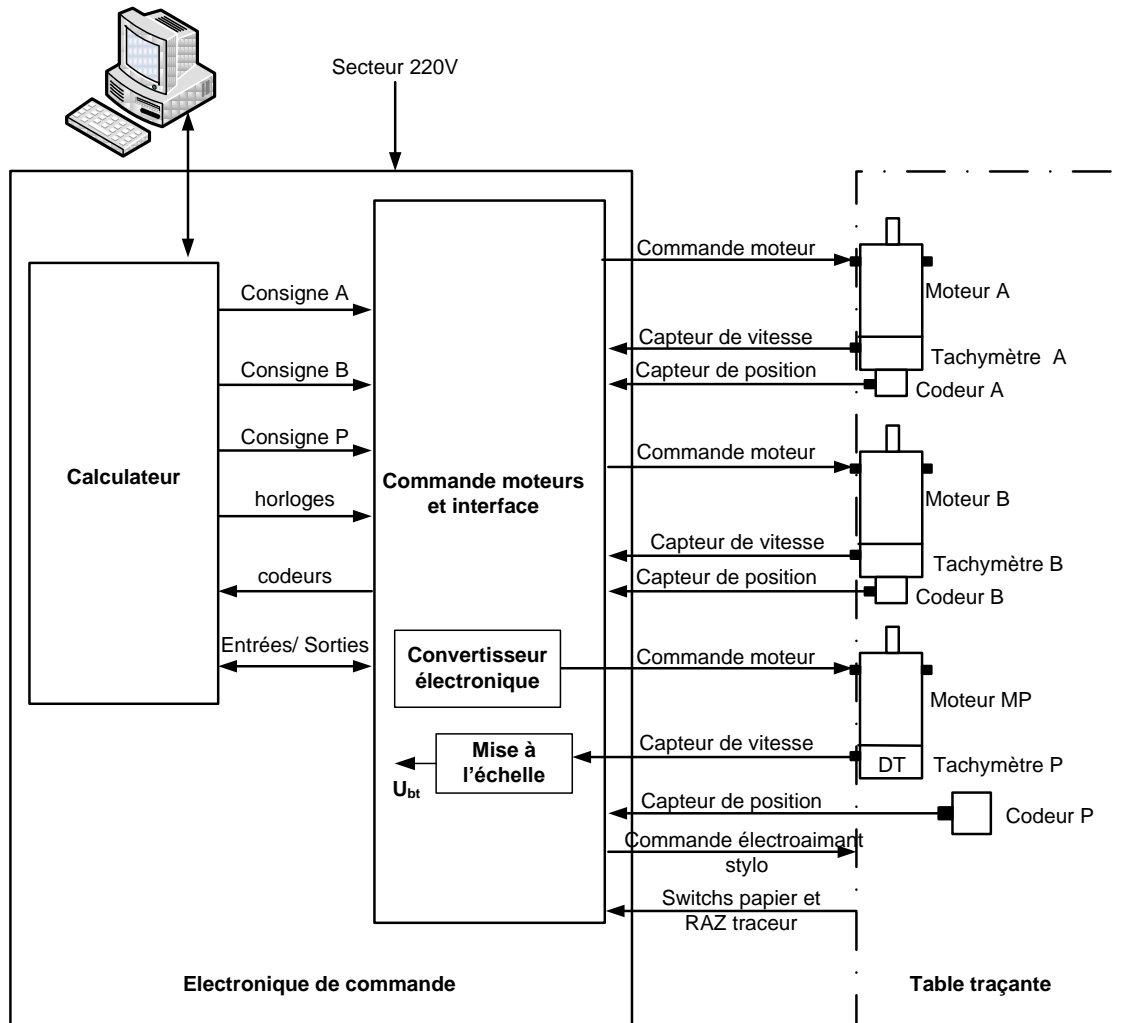 Secteur 220V
Commande moteur
Consigne A
Moteur A
Capteur de vitesse
Tachymètre A
Consigne B
Capteur de position
Codeur A
Consigne P
Commande moteur
Calculateur
Commande moteurs
et interface
horloges
Moteur B
Capteur de vitesse
Tachymètre B
codeurs
Capteur de position
Codeur B
Entrées/ Sorties
Convertisseur
électronique
Commande moteur
Moteur MP
Mise à
l'échelle
Capteur de vitesse
DT
Tachymètre P
Ubt
Capteur de position
Codeur P
Commande électroaimant
stylo
Switchs papier et
RAZ traceur
Electronique de commande
Table traçante